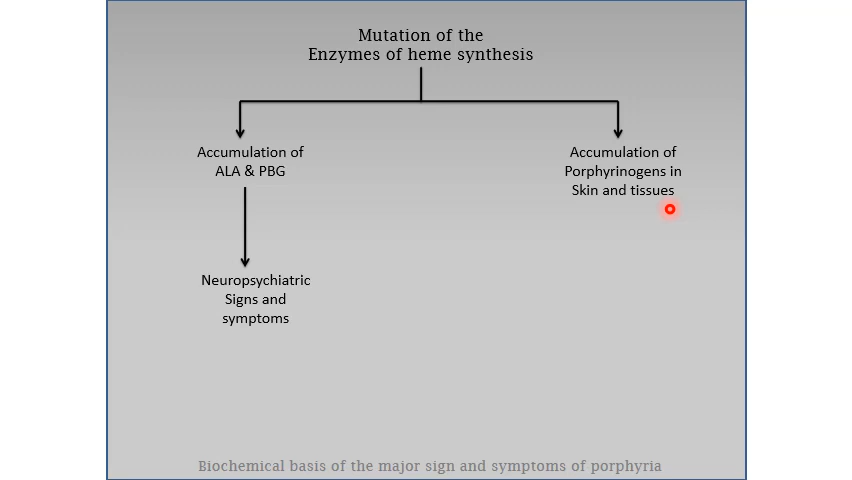 Mutation of the
Enzymes of heme synthesis
Accumulation of
ALA & PBG
Accumulation of
Porphyrinogens in
Skin and tissues
Neuropsychiatric
Signs and
symptoms
Biochemical basis of the major sign and symptoms of porphyria